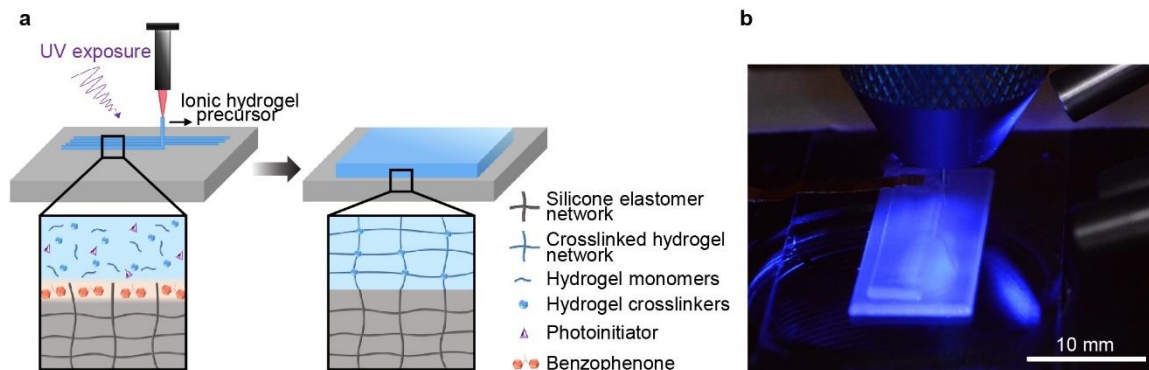 a
UV exposure
Ionic hydrogel
precursor
Silicone elastomer
network
Crosslinked hydrogel
network
Hydrogel monomers
Hydrogel crosslinkers
Photoinitiator
Benzophenone
b
10 mm